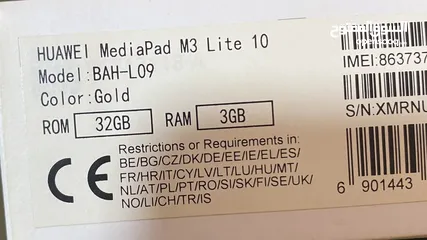 HUAWEI MediaPad M3 Lite 10
Model:BAH-L09
Color:Gold
ROM 32GB RAM 3GB
CE
Restrictions or Requirements in:
BE/BG/CZ/DK/DE/EE/IE/EL/ES/
FR/HR/IT/CY/LV/LT/LU/HU/MT/
NL/AT/PL/PT/RO/SI/SK/FI/SE/UK/
NO/LI/CH/TR/IS
السوق المفتوح
IMEI:863737
S/N:XMRNU
6 901443